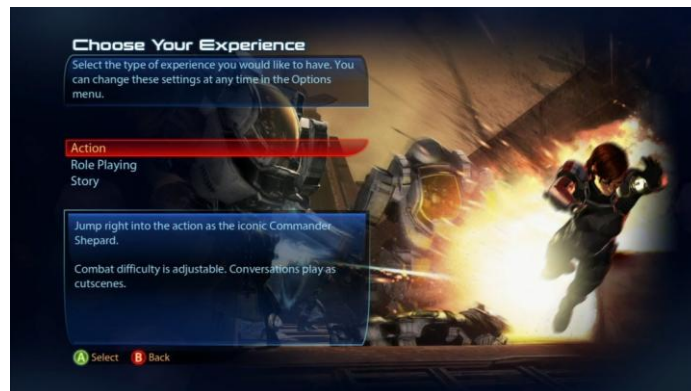 Choose Your Experience
Select the type of experience you would like to have. You
can change these settings at any time in the Options
menu.
Action
Role Playing
Story
Jump right into the action as the iconic Commander
Shepard.
Combat difficulty is adjustable. Conversations play as
cutscenes.
A Select B Back